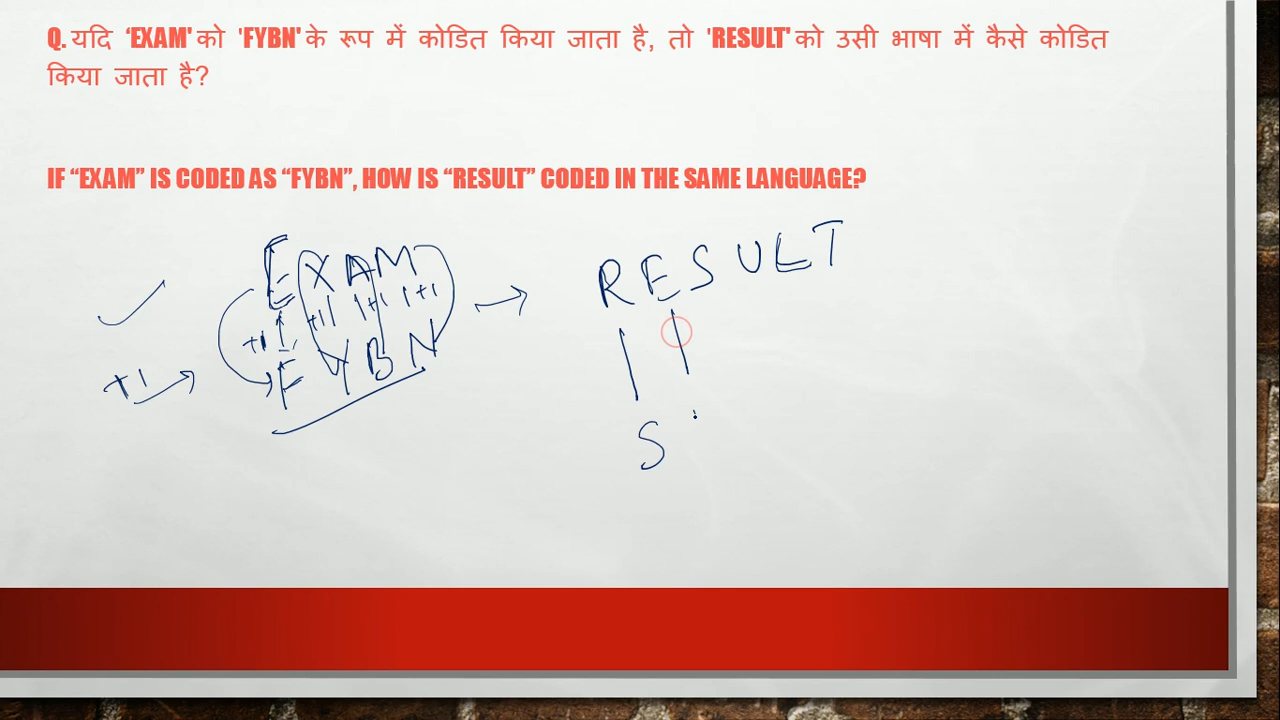 Q. यदि ‘EXAM' को 'FYBN' के रूप में कोडित किया जाता है, तो 'RESULT' को उसी भाषा में कैसे कोडित
किया जाता है?
IF “EXAM” IS CODED AS “FYBN”, HOW IS “RESULT” CODED IN THE SAME LANGUAGE?
EXAM
RESULT
+1 +1 +1 +1
+1
FYBN
S